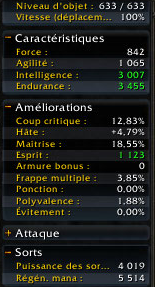 Niveau d'objet : 633 / 633
Vitesse (déplacem... 100%
− Caractéristiques
Force : 842
Agilité : 1 065
Intelligence : 3 007
Endurance : 3 455
− Améliorations
Coup critique : 12,83%
Hâte : +4,79%
Maîtrise : 18,55%
Esprit : 1 123
Armure bonus : 0
Frappe multiple : 3,85%
Ponction : 0,00%
Polyvalence : 1,88%
Évitement : 0,00%
+ Attaque
− Sorts
Puissance des sor... 4 019
Régén. mana : 5 514